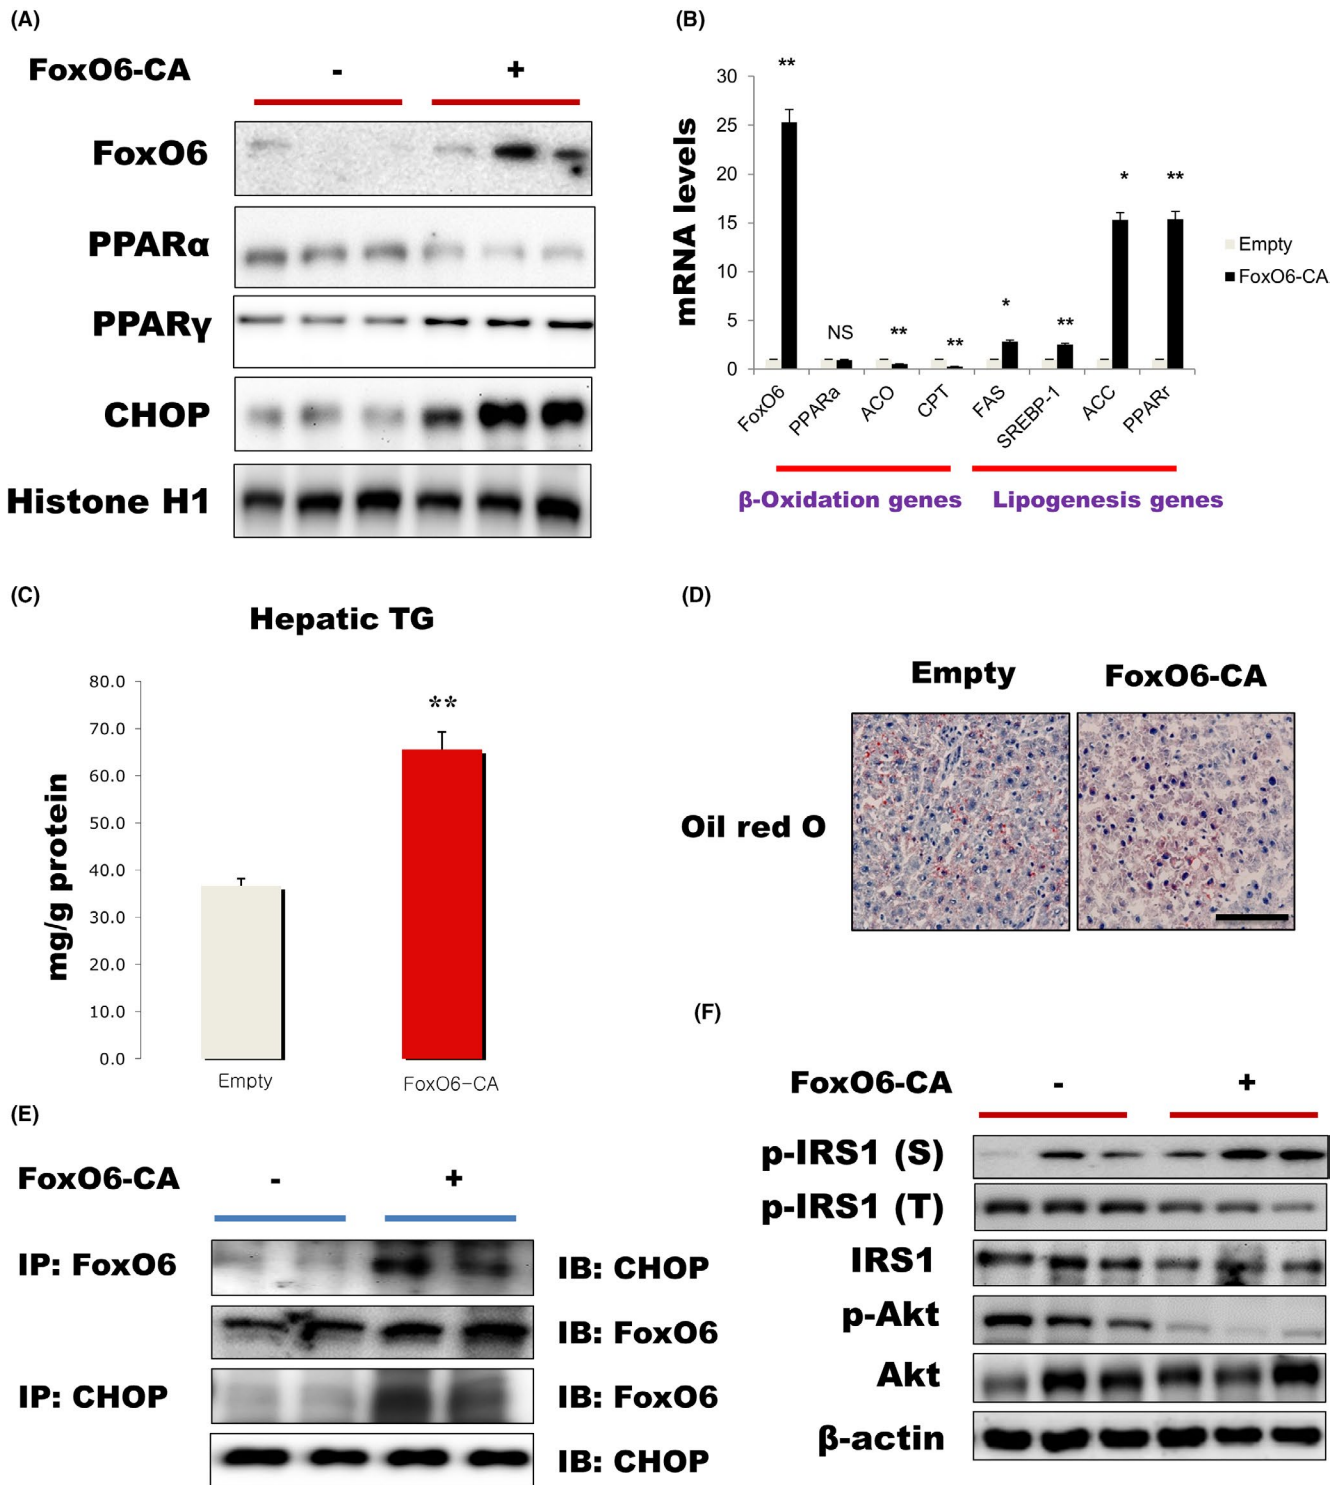 (A)
FoxO6-CA - +
FoxO6
PPARα
PPARγ
CHOP
Histone H1
(B)
mRNA levels
30
25
20
15
10
5
0
**
NS
**
**
*
**
*
**
FoxO6
PPARa
ACO
CPT
FAS
SREBP-1
ACC
PPARr
Empty
FoxO6-CA
β-Oxidation genes Lipogenesis genes
(C)
Hepatic TG
mg/g protein
80.0
70.0
60.0
50.0
40.0
30.0
20.0
10.0
0.0
**
Empty FoxO6-CA
(D)
Empty FoxO6-CA
Oil red O
(E)
FoxO6-CA - +
IP: FoxO6 IB: CHOP
IB: FoxO6
IP: CHOP IB: FoxO6
IB: CHOP
(F)
FoxO6-CA - +
p-IRS1 (S)
p-IRS1 (T)
IRS1
p-Akt
Akt
β-actin